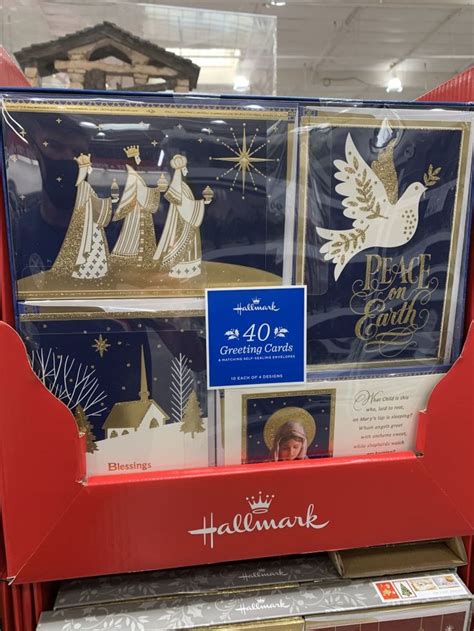 PEACE
on
Earth
Hallmark
40
Greeting Cards
& MATCHING SELF-SEALING ENVELOPES
10 EACH OF 4 DESIGNS
What Child is this
who, laid to rest,
on Mary's lap is sleeping?
Whom angels greet
with anthems sweet,
while shepherds watch
Blessings
Hallmark
Hallmark